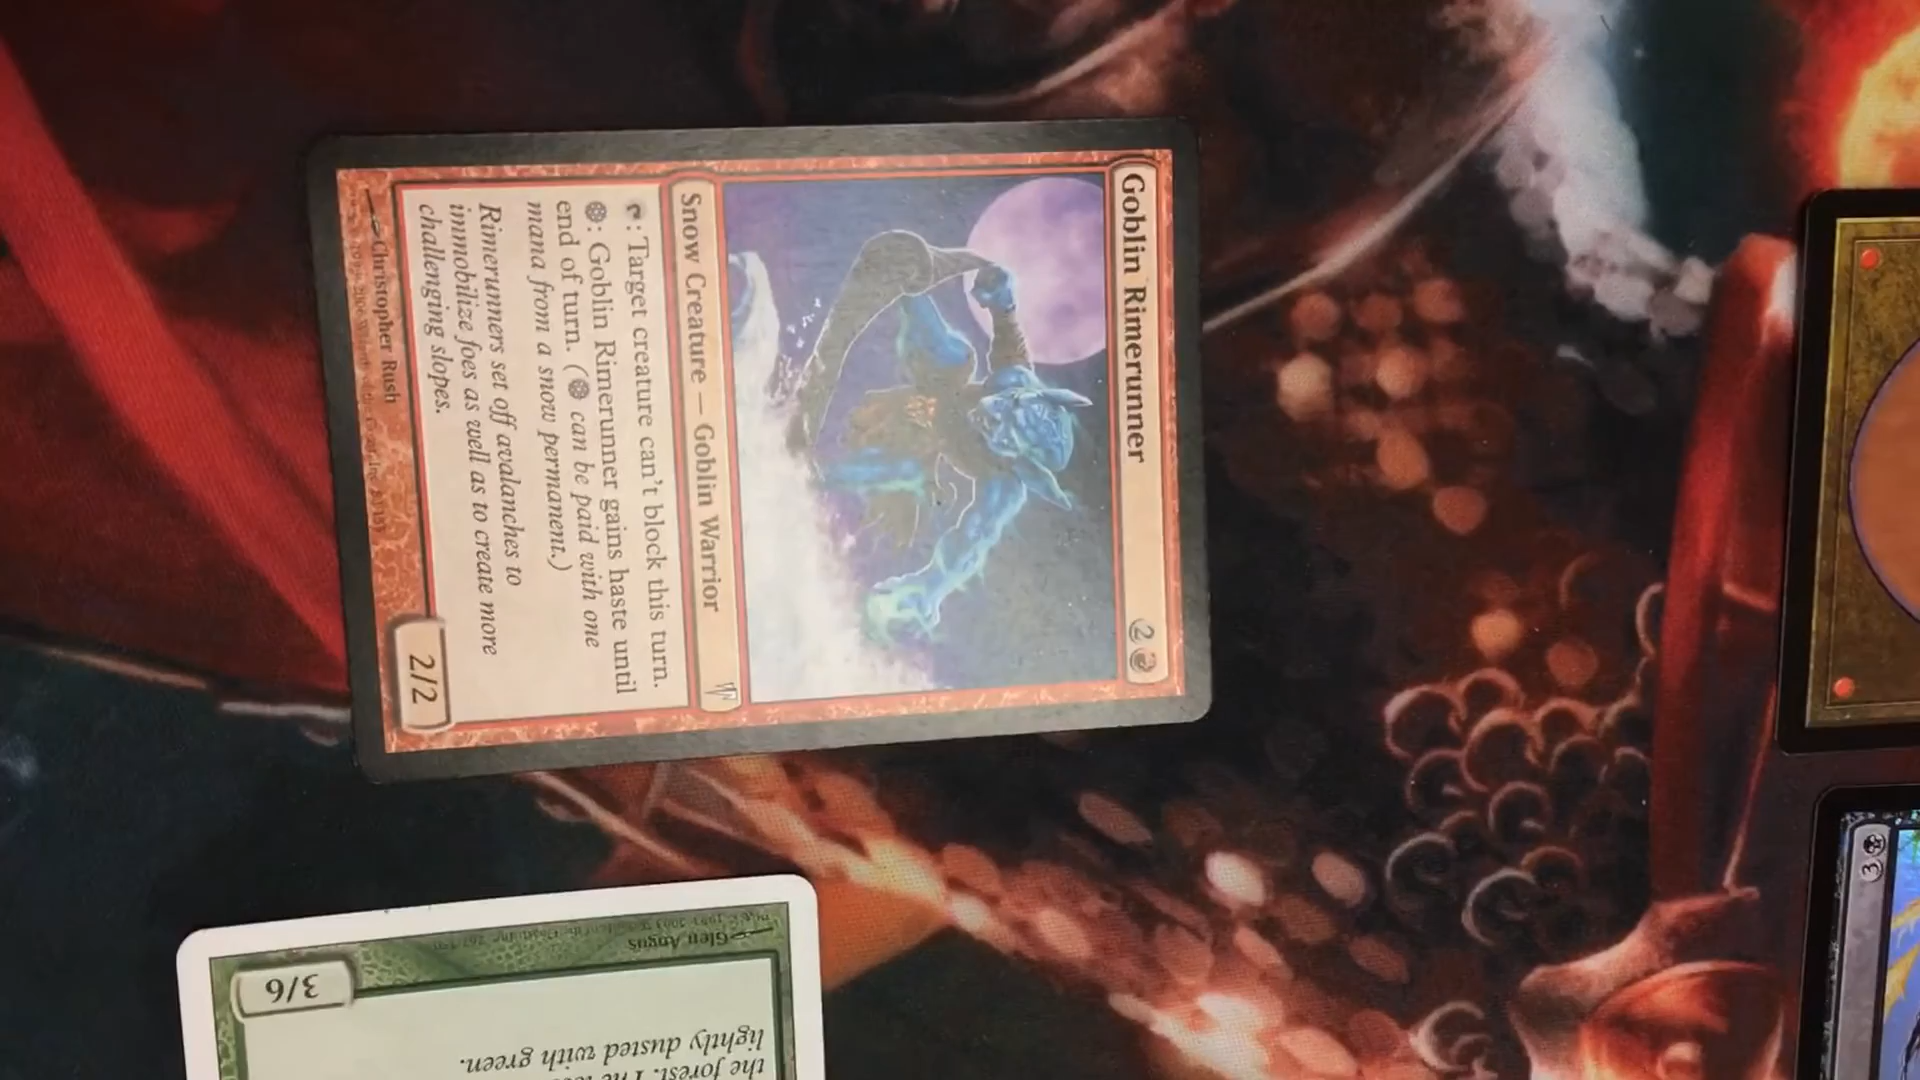 Goblin Rimerunner
2
Snow Creature — Goblin Warrior
: Target creature can't block this turn.
: Goblin Rimerunner gains haste until
end of turn. ( can be paid with one
mana from a snow permanent.)
Rimerunners set off avalanches to
immobilize foes as well as to create more
challenging slopes.
2/2
Christopher Rush
the forest. The
lightly dusted with green.
3/6
Glen Angus
3